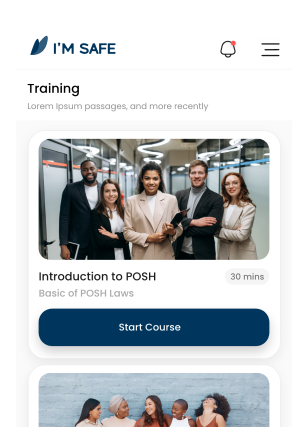 I'M SAFE
Training
Lorem Ipsum passages, and more recently
Introduction to POSH
30 mins
Basic of POSH Laws
Start Course